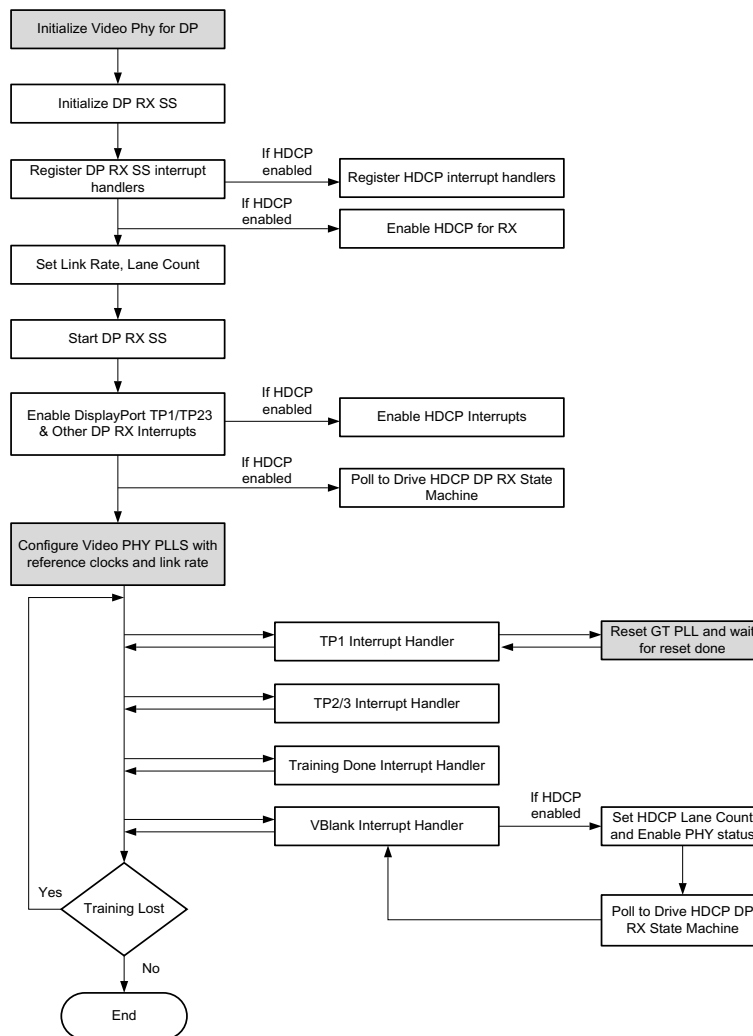 Initialize Video Phy for DP
Initialize DP RX SS
If HDCP
enabled
Register DP RX SS interrupt
handlers
Register HDCP interrupt handlers
If HDCP
enabled
Enable HDCP for RX
Set Link Rate, Lane Count
Start DP RX SS
If HDCP
enabled
Enable DisplayPort TP1/TP23
& Other DP RX Interrupts
Enable HDCP Interrupts
If HDCP
enabled
Poll to Drive HDCP DP RX State
Machine
Configure Video PHY PLLS with
reference clocks and link rate
TP1 Interrupt Handler
Reset GT PLL and wait
for reset done
TP2/3 Interrupt Handler
Training Done Interrupt Handler
VBlank Interrupt Handler
If HDCP
enabled
Set HDCP Lane Count
and Enable PHY status
Yes
Training Lost
Poll to Drive HDCP DP
RX State Machine
No
End